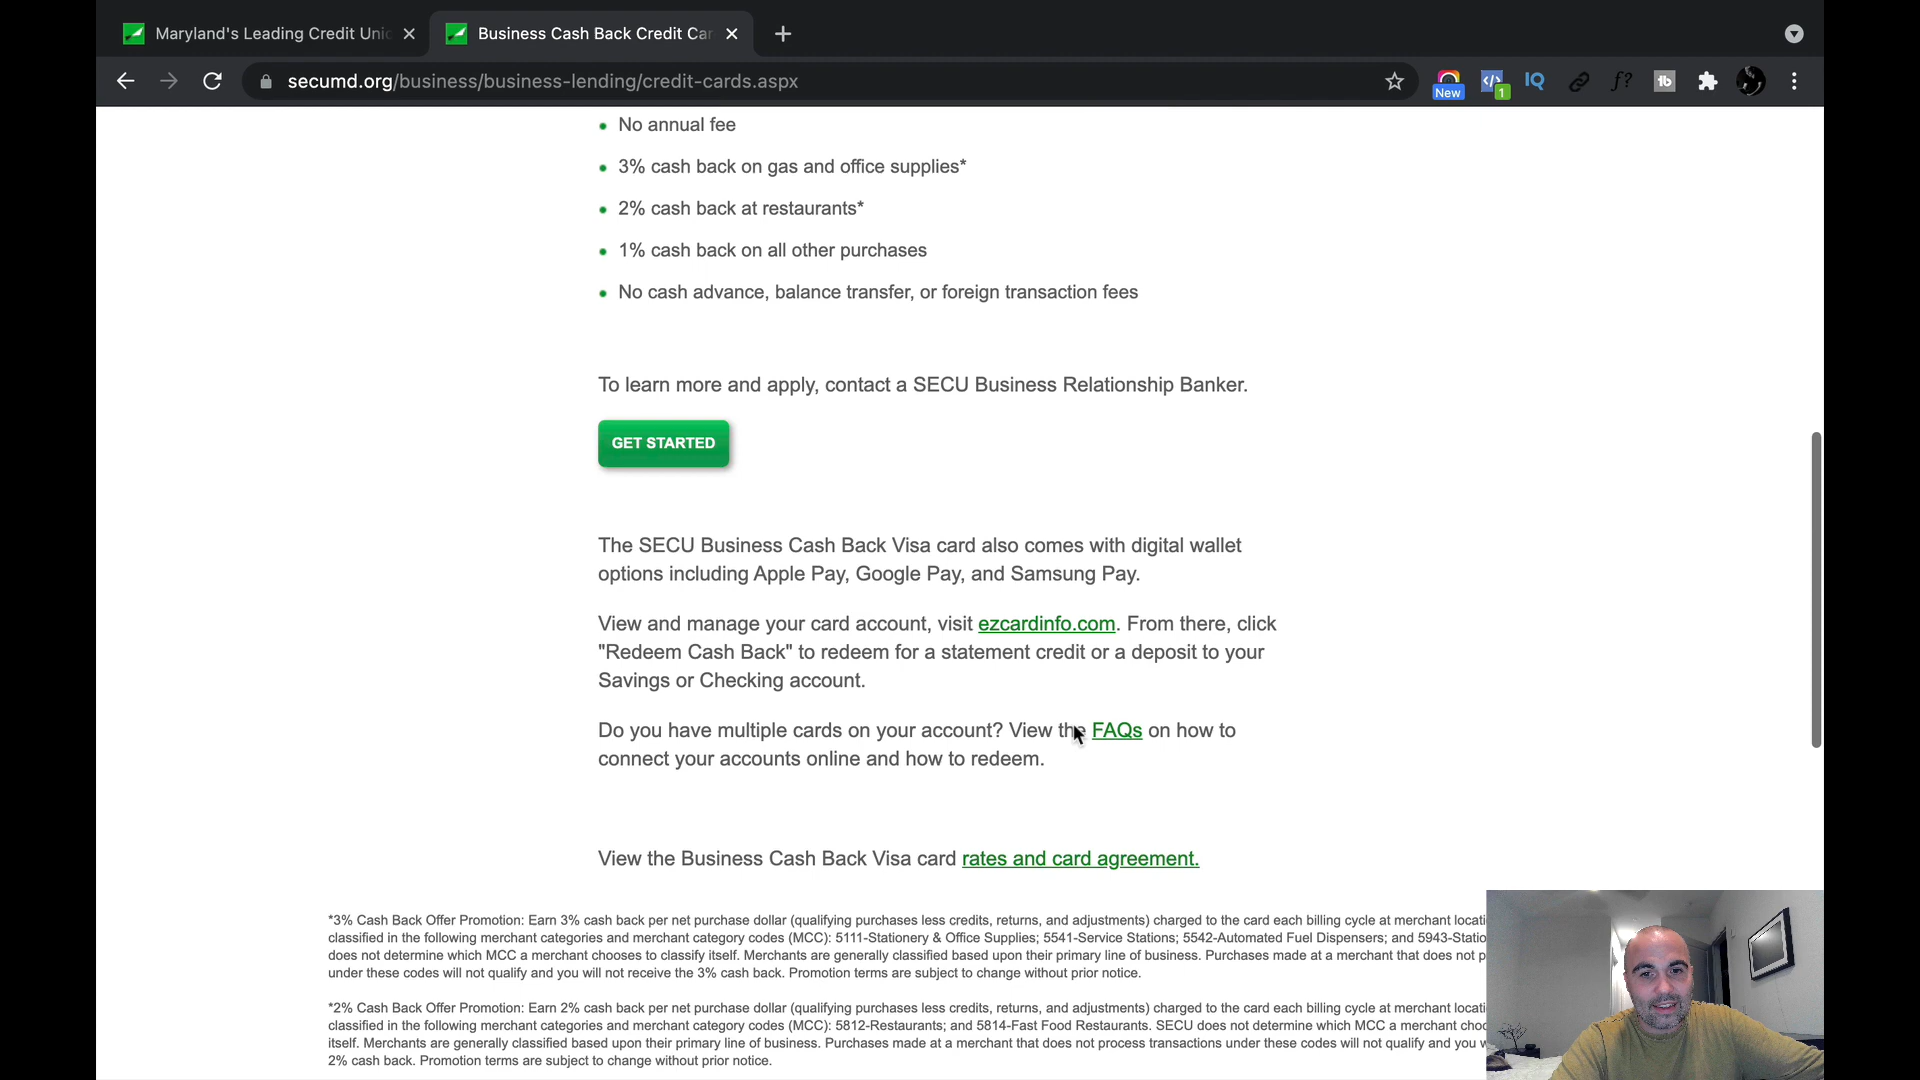 Maryland's Leading Credit Unio
Business Cash Back Credit Car
secumd.org/business/business-lending/credit-cards.aspx
New
1
IQ
f?
tb
No annual fee
3% cash back on gas and office supplies*
2% cash back at restaurants*
1% cash back on all other purchases
No cash advance, balance transfer, or foreign transaction fees
To learn more and apply, contact a SECU Business Relationship Banker.
GET STARTED
The SECU Business Cash Back Visa card also comes with digital wallet
options including Apple Pay, Google Pay, and Samsung Pay.
View and manage your card account, visit ezcardinfo.com. From there, click
"Redeem Cash Back" to redeem for a statement credit or a deposit to your
Savings or Checking account.
Do you have multiple cards on your account? View the FAQs on how to
connect your accounts online and how to redeem.
View the Business Cash Back Visa card rates and card agreement.
*3% Cash Back Offer Promotion: Earn 3% cash back per net purchase dollar (qualifying purchases less credits, returns, and adjustments) charged to the card each billing cycle at merchant locati
classified in the following merchant categories and merchant category codes (MCC): 5111-Stationery & Office Supplies; 5541-Service Stations; 5542-Automated Fuel Dispensers; and 5943-Statio
does not determine which MCC a merchant chooses to classify itself. Merchants are generally classified based upon their primary line of business. Purchases made at a merchant that does not p
under these codes will not qualify and you will not receive the 3% cash back. Promotion terms are subject to change without prior notice.
*2% Cash Back Offer Promotion: Earn 2% cash back per net purchase dollar (qualifying purchases less credits, returns, and adjustments) charged to the card each billing cycle at merchant locati
classified in the following merchant categories and merchant category codes (MCC): 5812-Restaurants; and 5814-Fast Food Restaurants. SECU does not determine which MCC a merchant choo
itself. Merchants are generally classified based upon their primary line of business. Purchases made at a merchant that does not process transactions under these codes will not qualify and you w
2% cash back. Promotion terms are subject to change without prior notice.